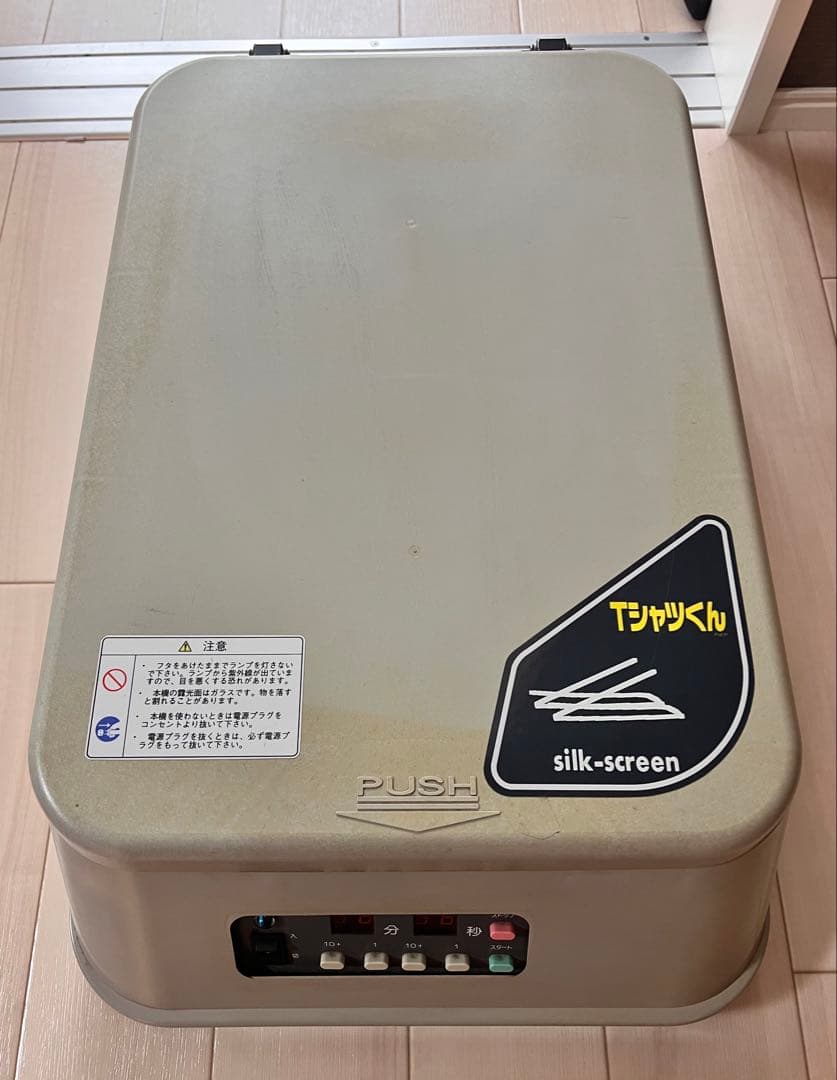 Tシャツくん
silk-screen
注意
・ フタをあけたままでランプを灯さない
で下さい。ランプから紫外線が出ていま
すので、目を悪くする恐れがあります。
・ 本機の露光面はガラスです。物を落す
と割れることがあります。
・ 本機を使わないときは電源プラグを
コンセントより抜いて下さい。
・ 電源プラグを抜くときは、必ず電源プ
ラグをもって抜いて下さい。
PUSH
分 秒 ストップ
入 10+ 1 10+ 1 スタート